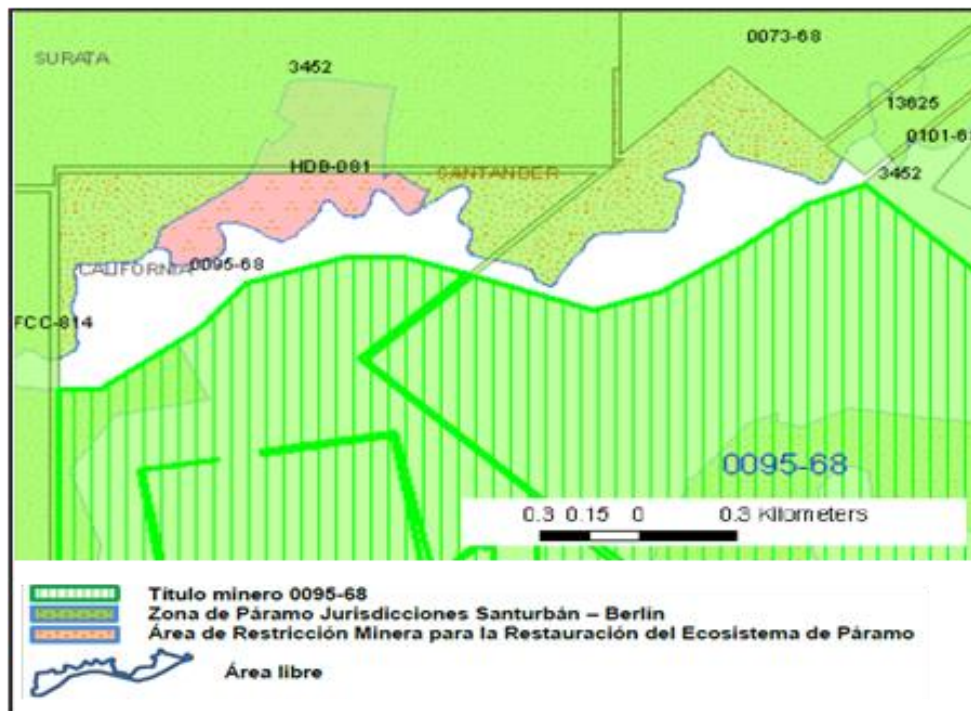 0073-68
SURATA
3452
13625
0101-6
HDB-081
SANTANDER
3452
CALIFORNIA
0095-68
FCC-814
0095-68
0.3 0.15 0 0.3 Kilometers
Título minero 0095-68
Zona de Páramo Jurisdicciones Santurbán – Berlín
Área de Restricción Minera para la Restauración del Ecosistema de Páramo
Área libre